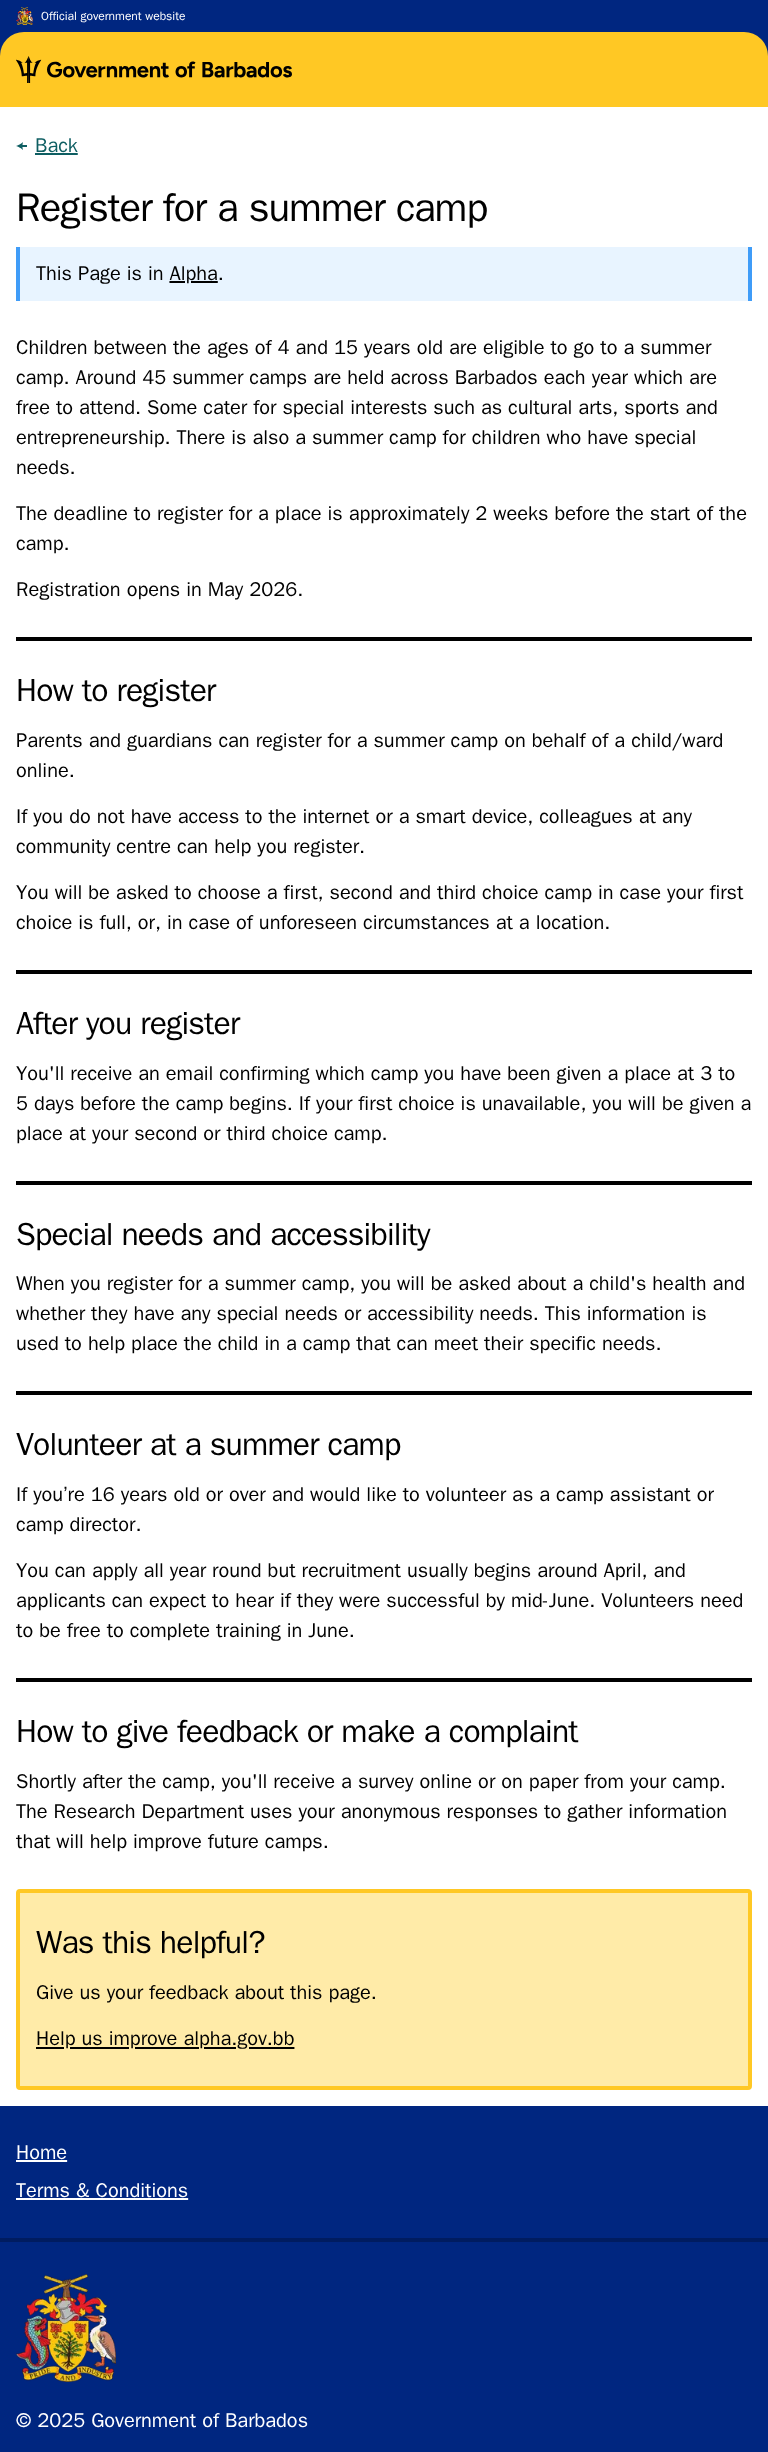 Official government website
Government of Barbados
Back
Register for a summer camp
This Page is in Alpha.
Children between the ages of 4 and 15 years old are eligible to go to a summer
camp. Around 45 summer camps are held across Barbados each year which are
free to attend. Some cater for special interests such as cultural arts, sports and
entrepreneurship. There is also a summer camp for children who have special
needs.
The deadline to register for a place is approximately 2 weeks before the start of the
camp.
Registration opens in May 2026.
How to register
Parents and guardians can register for a summer camp on behalf of a child/ward
online.
If you do not have access to the internet or a smart device, colleagues at any
community centre can help you register.
You will be asked to choose a first, second and third choice camp in case your first
choice is full, or, in case of unforeseen circumstances at a location.
After you register
You'll receive an email confirming which camp you have been given a place at 3 to
5 days before the camp begins. If your first choice is unavailable, you will be given a
place at your second or third choice camp.
Special needs and accessibility
When you register for a summer camp, you will be asked about a child's health and
whether they have any special needs or accessibility needs. This information is
used to help place the child in a camp that can meet their specific needs.
Volunteer at a summer camp
If you’re 16 years old or over and would like to volunteer as a camp assistant or
camp director.
You can apply all year round but recruitment usually begins around April, and
applicants can expect to hear if they were successful by mid-June. Volunteers need
to be free to complete training in June.
How to give feedback or make a complaint
Shortly after the camp, you'll receive a survey online or on paper from your camp.
The Research Department uses your anonymous responses to gather information
that will help improve future camps.
Was this helpful?
Give us your feedback about this page.
Help us improve alpha.gov.bb
Home
Terms & Conditions
PRIDE AND INDUSTRY
© 2025 Government of Barbados